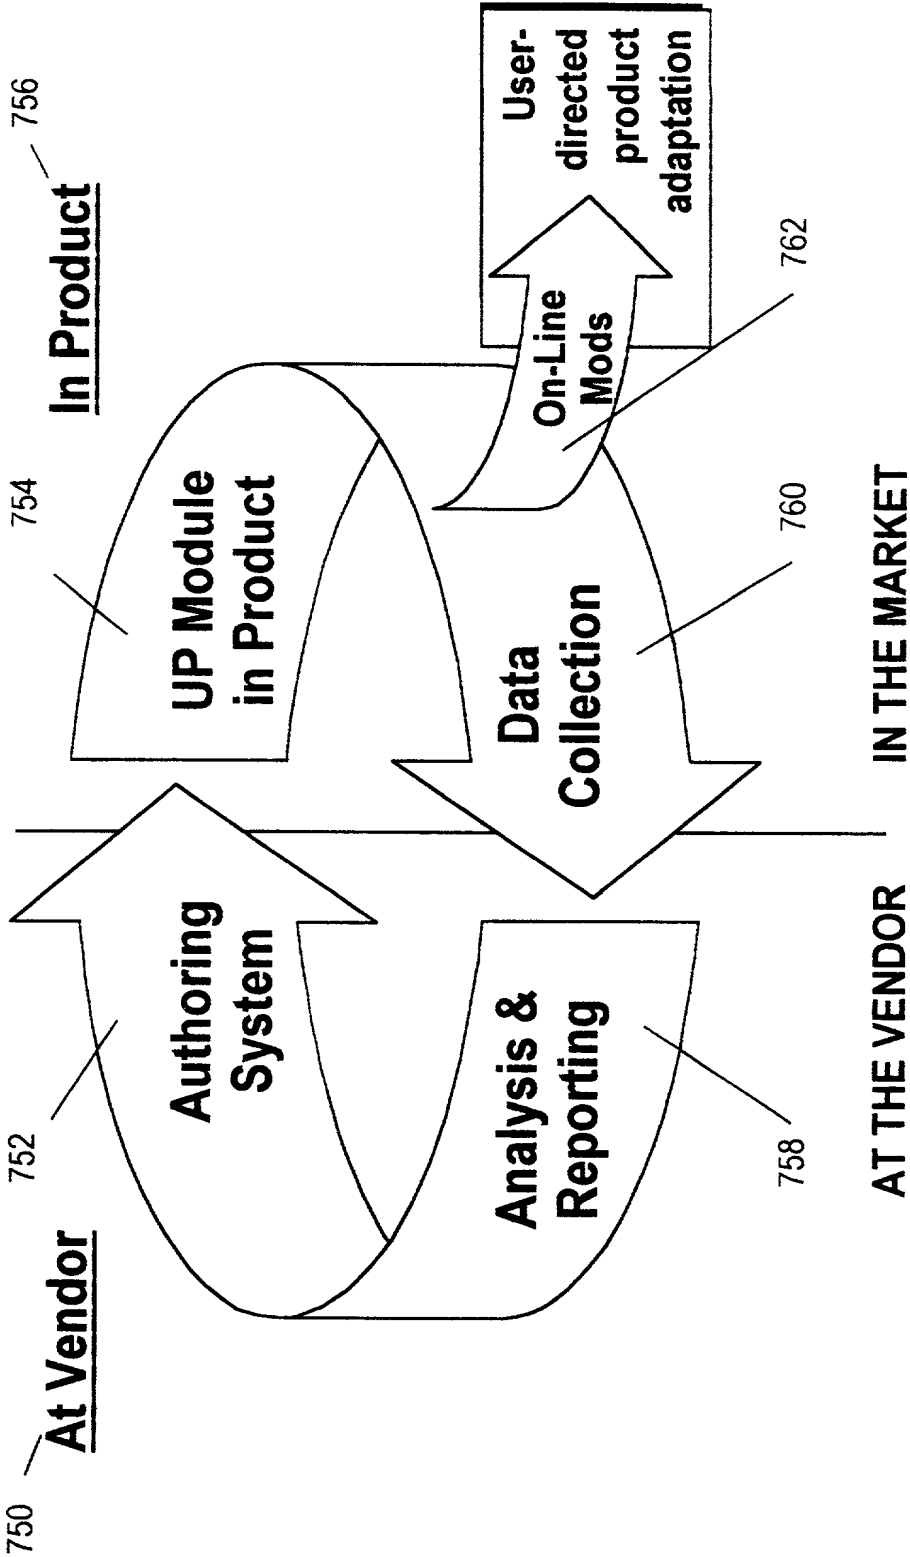 750
At Vendor
752
754
In Product
756
Authoring
System
UP Module
in Product
Analysis &
Reporting
Data
Collection
On-Line
Mods
User-
directed
product
adaptation
758
760
762
AT THE VENDOR
IN THE MARKET